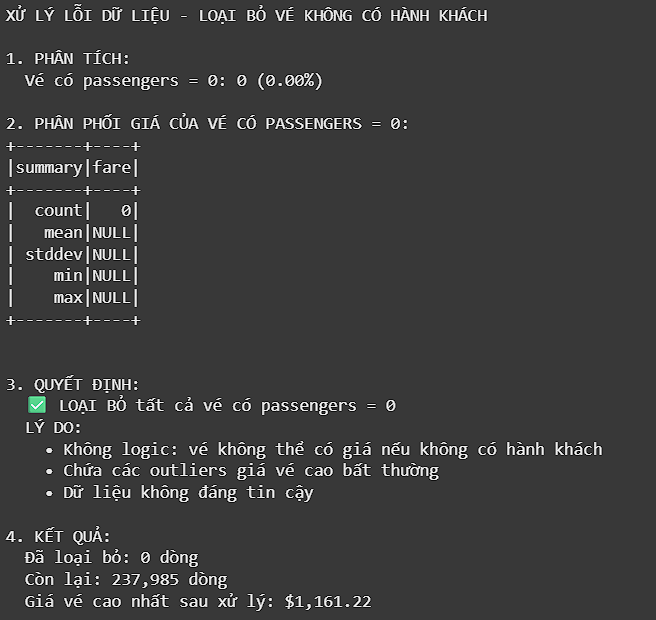 XỬ LÝ LỖI DỮ LIỆU - LOẠI BỎ VÉ KHÔNG CÓ HÀNH KHÁCH
1. PHÂN TÍCH:
Vé có passengers = 0: 0 (0.00%)
2. PHÂN PHỐI GIÁ CỦA VÉ CÓ PASSENGERS = 0:
+-------+----+
|summary|fare|
+-------+----+
|  count|   0|
|   mean|NULL|
| stddev|NULL|
|    min|NULL|
|    max|NULL|
+-------+----+
3. QUYẾT ĐỊNH:
✅ LOẠI BỎ tất cả vé có passengers = 0
LÝ DO:
• Không logic: vé không thể có giá nếu không có hành khách
• Chứa các outliers giá vé cao bất thường
• Dữ liệu không đáng tin cậy
4. KẾT QUẢ:
Đã loại bỏ: 0 dòng
Còn lại: 237,985 dòng
Giá vé cao nhất sau xử lý: $1,161.22